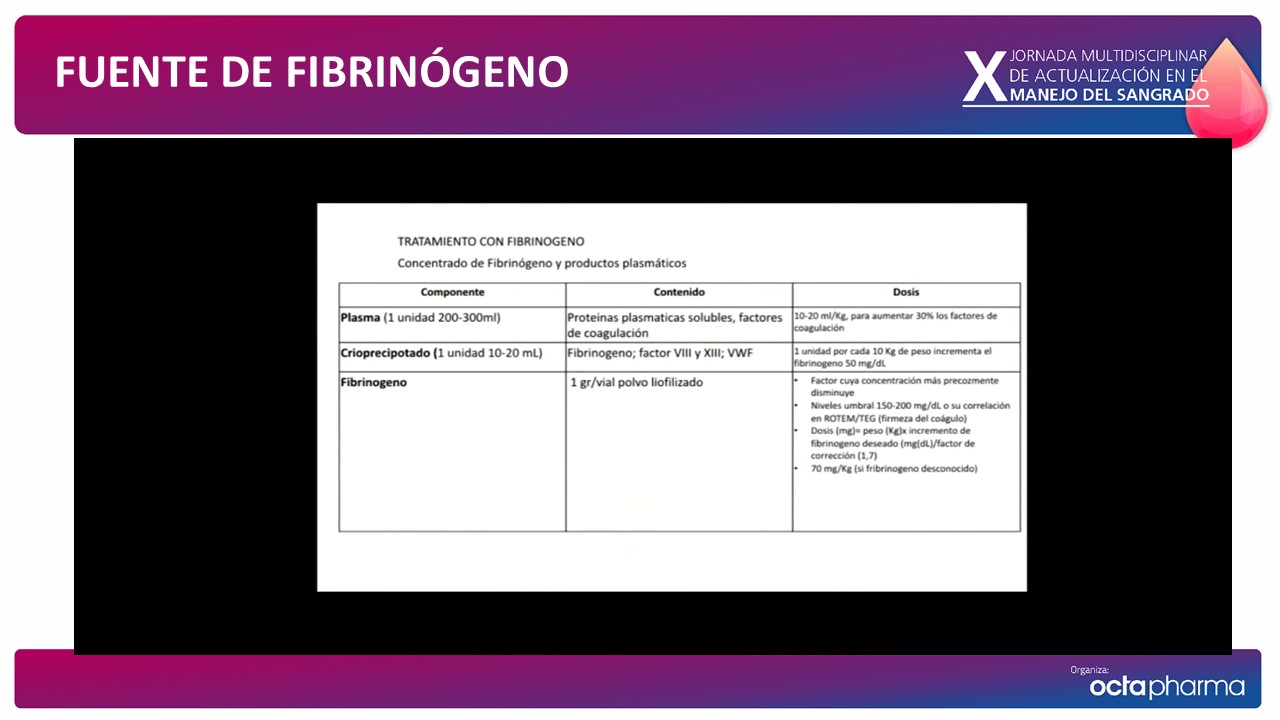 FUENTE DE FIBRINÓGENO
X JORNADA MULTIDISCIPLINAR
DE ACTUALIZACIÓN EN EL
MANEJO DEL SANGRADO
TRATAMIENTO CON FIBRINOGENO
Concentrado de Fibrinógeno y productos plasmáticos
Componente
Contenido
Dosis
Plasma (1 unidad 200-300ml)
Proteinas plasmaticas solubles, factores
de coagulación
10-20 ml/Kg, para aumentar 30% los factores de
coagulación
Crioprecipotado (1 unidad 10-20 mL)
Fibrinogeno; factor VIII y XIII; VWF
1 unidad por cada 10 Kg de peso incrementa el
fibrinogeno 50 mg/dL
Fibrinogeno
1 gr/vial polvo liofilizado
• Factor cuya concentración más precozmente
disminuye
• Niveles umbral 150-200 mg/dL o su correlación
en ROTEM/TEG (firmeza del coágulo)
• Dosis (mg)= peso (Kg)x incremento de
fibrinogeno deseado (mg(dL)/factor de
corrección (1,7)
• 70 mg/Kg (si fribrinogeno desconocido)
Organiza:
octapharma